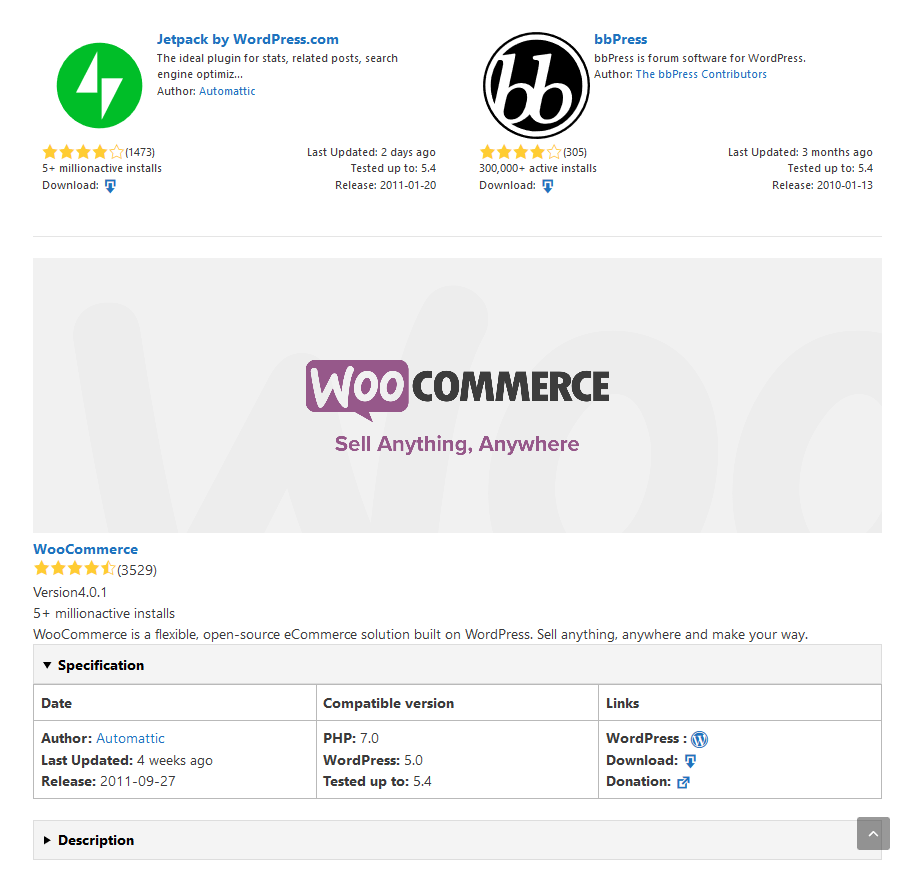 Jetpack by WordPress.com
The ideal plugin for stats, related posts, search
engine optimiz...
Author: Automattic
(1473)
5+ millionactive installs
Download:
Last Updated: 2 days ago
Tested up to: 5.4
Release: 2011-01-20
bb
bbPress
bbPress is forum software for WordPress.
Author: The bbPress Contributors
(305)
300,000+ active installs
Download:
Last Updated: 3 months ago
Tested up to: 5.4
Release: 2010-01-13
Woo
WOOCOMMERCE
Sell Anything, Anywhere
WooCommerce
(3529)
Version4.0.1
5+ millionactive installs
WooCommerce is a flexible, open-source eCommerce solution built on WordPress. Sell anything, anywhere and make your way.
Specification
Date Compatible version Links
Author: Automattic
Last Updated: 4 weeks ago
Release: 2011-09-27
PHP: 7.0
WordPress: 5.0
Tested up to: 5.4
WordPress :
Download:
Donation:
Description